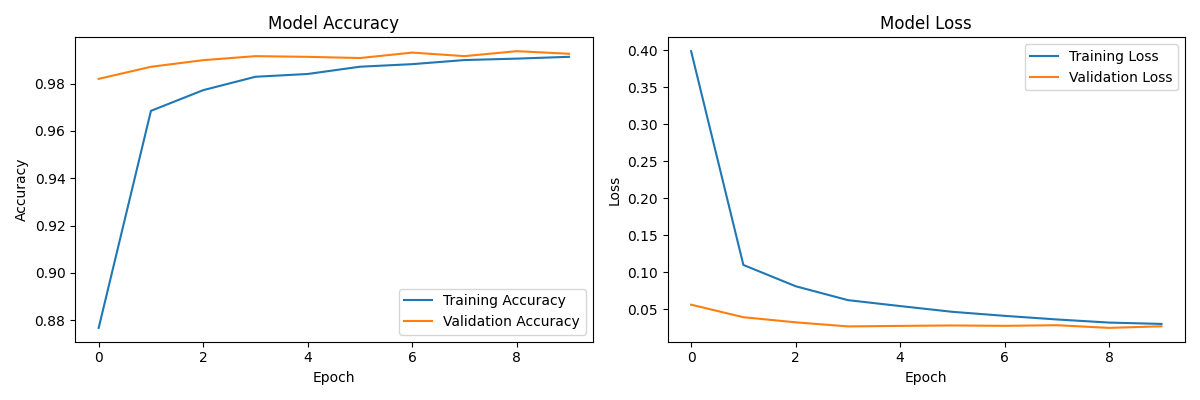 Model Accuracy
Accuracy
0.98
0.96
0.94
0.92
0.90
0.88
Training Accuracy
Validation Accuracy
0 2 4 6 8
Epoch
Model Loss
Loss
0.40
0.35
0.30
0.25
0.20
0.15
0.10
0.05
Training Loss
Validation Loss
0 2 4 6 8
Epoch